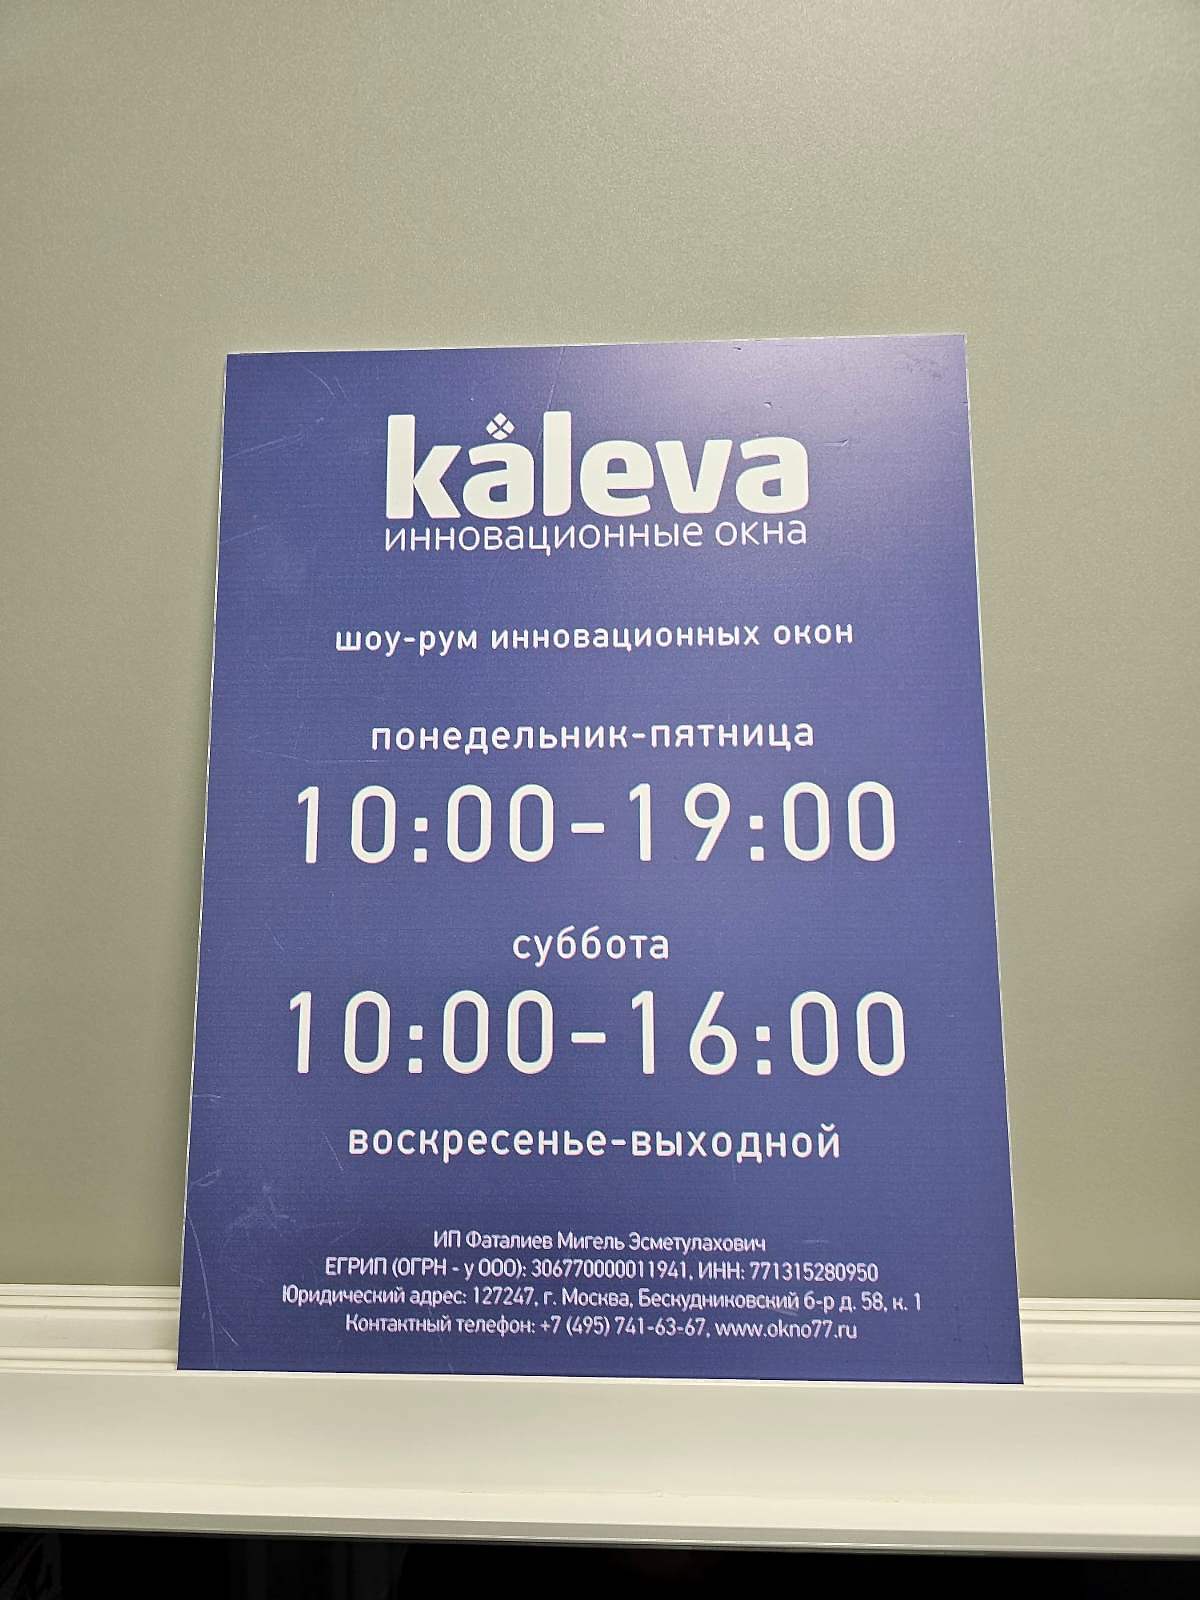 kaleva
инновационные окна
шоу-рум инновационных окон
понедельник-пятница
10:00-19:00
суббота
10:00-16:00
воскресенье-выходной
ИП Фаталиев Мигель Эсметулахович
ЕГРИП (ОГРН - у ООО): 306770000011941, ИНН: 771315280950
Юридический адрес: 127247, г. Москва, Бескудниковский б-р д. 58, к. 1
Контактный телефон: +7 (495) 741-63-67, www.okno77.ru